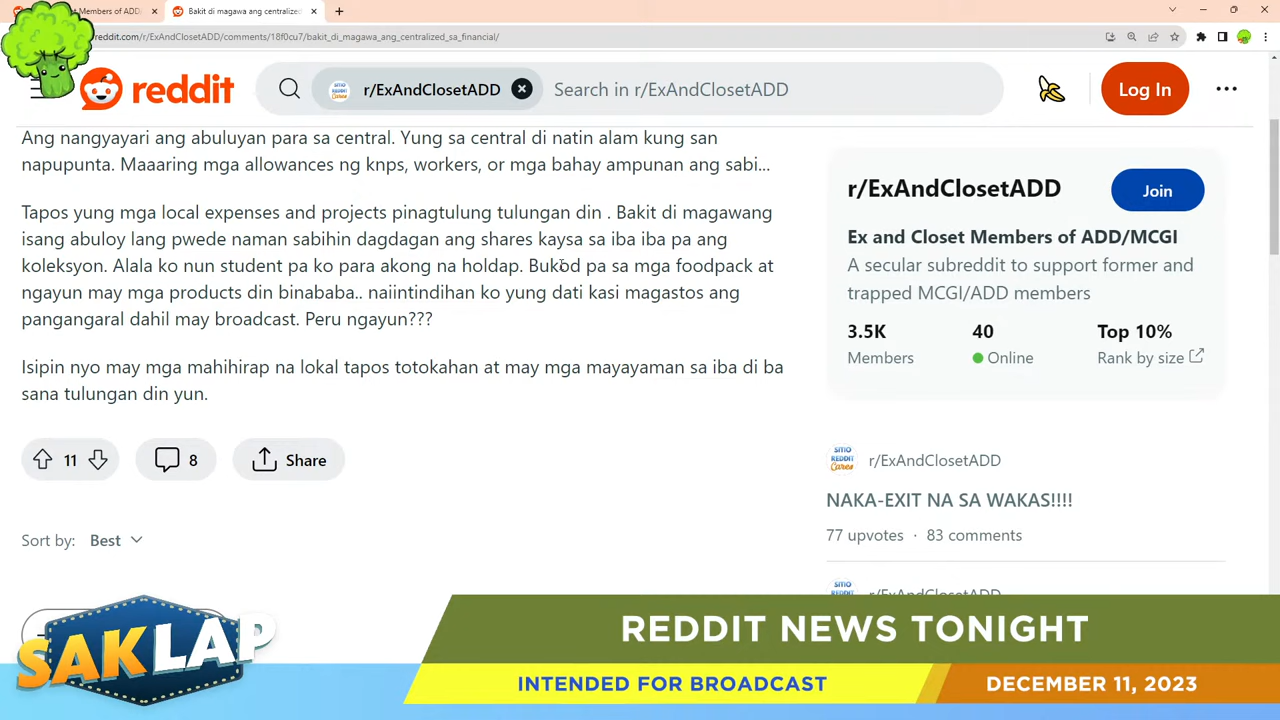 t Members of ADD
Bakit di magawa ang centralized
reddit.com/r/ExAndClosetADD/comments/18f0cu7/bakit_di_magawa_ang_centralized_sa_financial/
reddit
r/ExAndClosetADD
Search in r/ExAndClosetADD
Log In
Ang nangyayari ang abuluyan para sa central. Yung sa central di natin alam kung san
napupunta. Maaaring mga allowances ng knps, workers, or mga bahay ampunan ang sabi...
Tapos yung mga local expenses and projects pinagtulung tulungan din . Bakit di magawang
isang abuloy lang pwede naman sabihin dagdagan ang shares kaysa sa iba iba pa ang
koleksyon. Alala ko nun student pa ko para akong na holdap. Bukod pa sa mga foodpack at
ngayun may mga products din binababa.. naiintindihan ko yung dati kasi magastos ang
pangangaral dahil may broadcast. Peru ngayun???
Isipin nyo may mga mahihirap na lokal tapos totokahan at may mga mayayaman sa iba di ba
sana tulungan din yun.
11
8
Share
Sort by: Best
r/ExAndClosetADD
Join
Ex and Closet Members of ADD/MCGI
A secular subreddit to support former and
trapped MCGI/ADD members
3.5K
40
Top 10%
Members
Online
Rank by size
SITIO
REDDIT
Cares
r/ExAndClosetADD
NAKA-EXIT NA SA WAKAS!!!!
77 upvotes · 83 comments
SITIO
r/ExAndClosetADD
SAKLAP
REDDIT NEWS TONIGHT
INTENDED FOR BROADCAST
DECEMBER 11, 2023